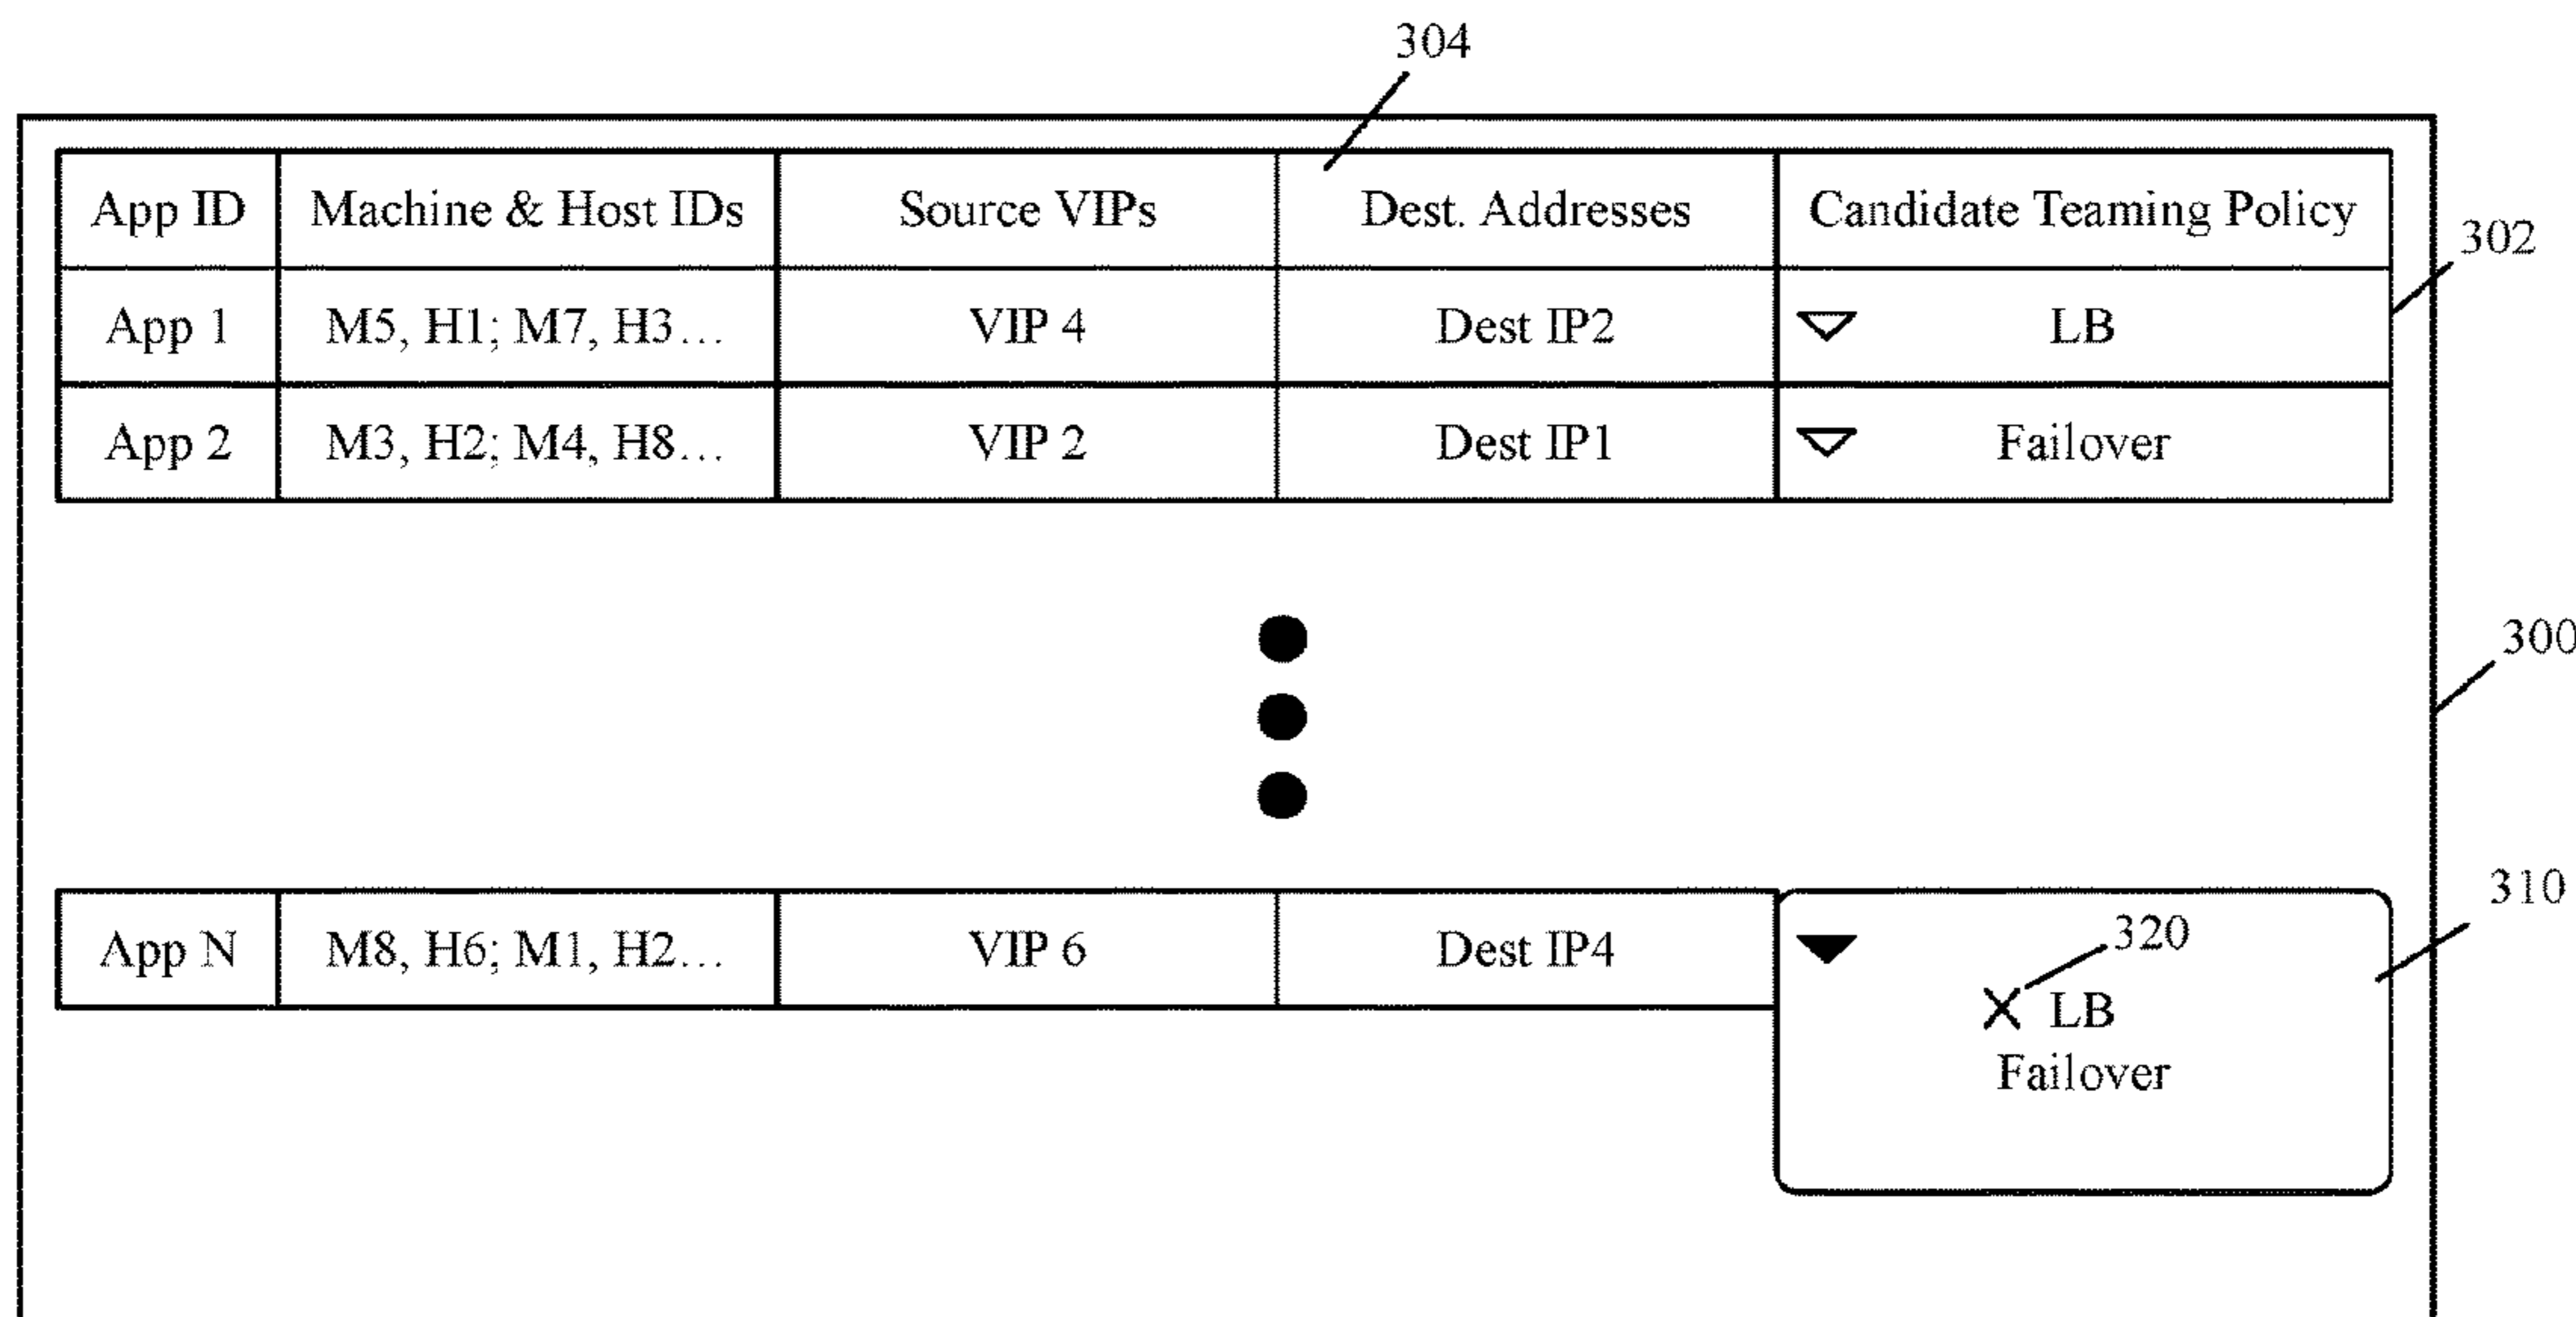 304
App ID Machine & Host IDs Source VIPs Dest. Addresses Candidate Teaming Policy
302
App 1 M5, H1; M7, H3... VIP 4 Dest IP2 LB
App 2 M3, H2; M4, H8... VIP 2 Dest IP1 Failover
300
310
App N M8, H6; M1, H2... VIP 6 Dest IP4 320
X LB
Failover